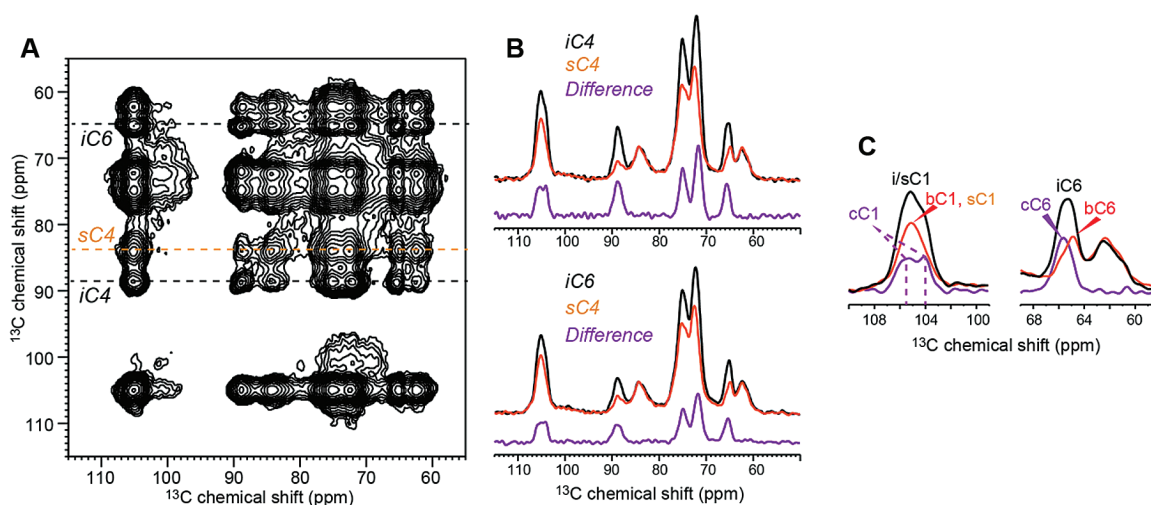 A
60
70
80
90
100
110
¹³C chemical shift (ppm)
iC6
sC4
iC4
110 100 90 80 70 60
¹³C chemical shift (ppm)
B
iC4
sC4
Difference
110 100 90 80 70 60
iC6
sC4
Difference
110 100 90 80 70 60
¹³C chemical shift (ppm)
C
i/sC1
cC1
bC1, sC1
iC6
cC6
bC6
108 104 100
68 64 60
¹³C chemical shift (ppm)